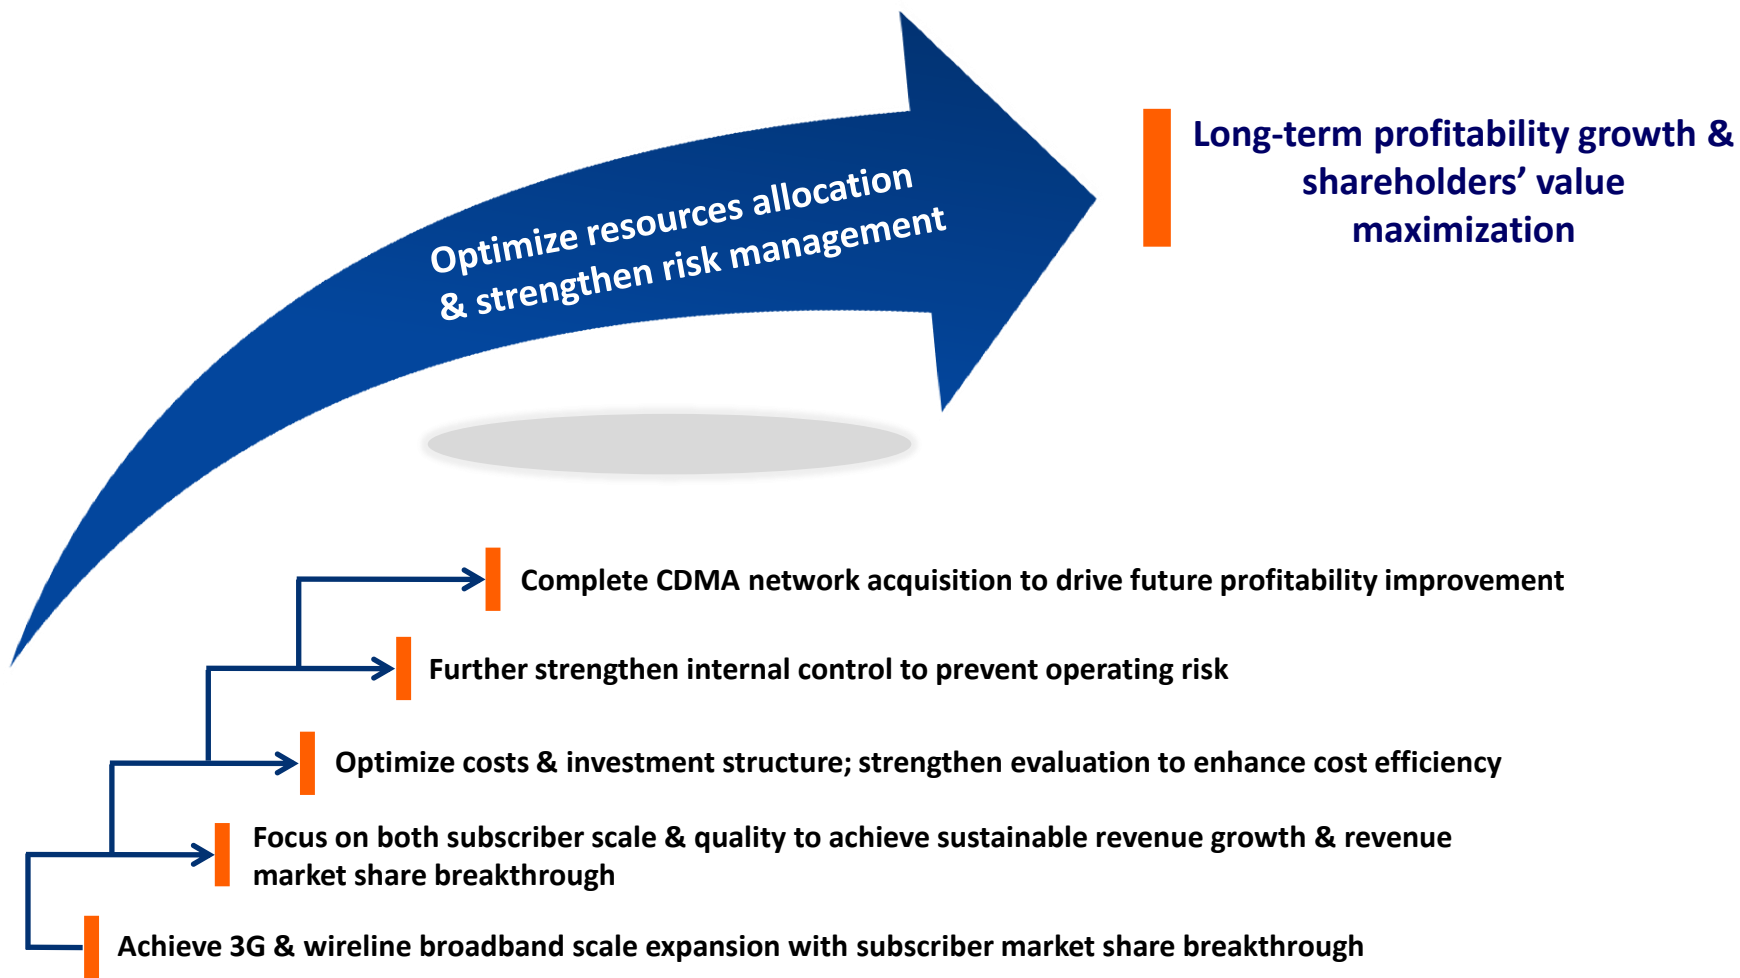 Long-term profitability growth &
shareholders’ value
maximization
Optimize resources allocation
& strengthen risk management
Complete CDMA network acquisition to drive future profitability improvement
Further strengthen internal control to prevent operating risk
Optimize costs & investment structure; strengthen evaluation to enhance cost efficiency
Focus on both subscriber scale & quality to achieve sustainable revenue growth & revenue
market share breakthrough
Achieve 3G & wireline broadband scale expansion with subscriber market share breakthrough